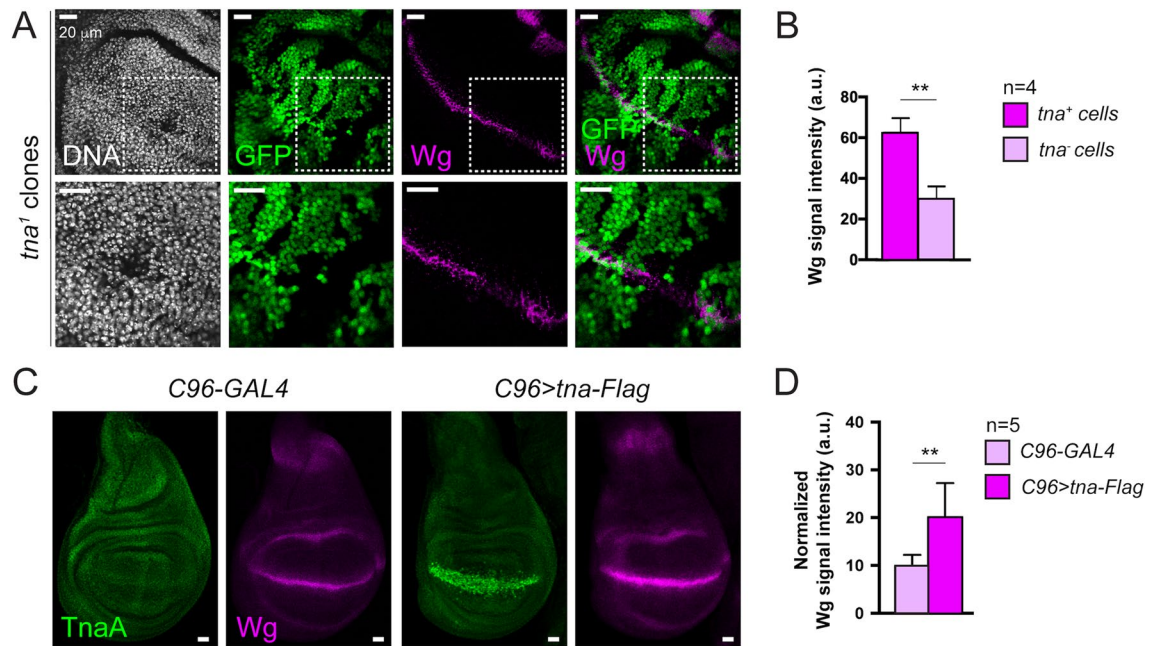 A
20 µm
DNA
GFP
Wg
GFP
Wg
tna¹ clones
B
n=4
**
tna⁺ cells
tna⁻ cells
Wg signal intensity (a.u.)
80
60
40
20
0
C
C96-GAL4
C96>tna-Flag
TnaA
Wg
D
n=5
**
C96-GAL4
C96>tna-Flag
Normalized
Wg signal intensity (a.u.)
40
30
20
10
0